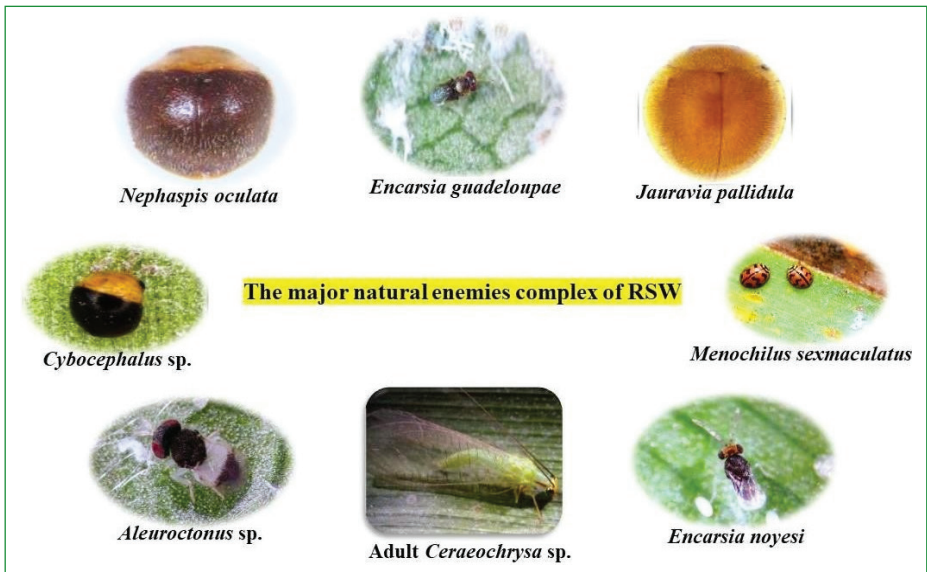 Nephaspis oculata
Encarsia guadeloupae
Jauravia pallidula
The major natural enemies complex of RSW
Cybocephalus sp.
Menochilus sexmaculatus
Aleuroctonus sp.
Adult Ceraeochrysa sp.
Encarsia noyesi